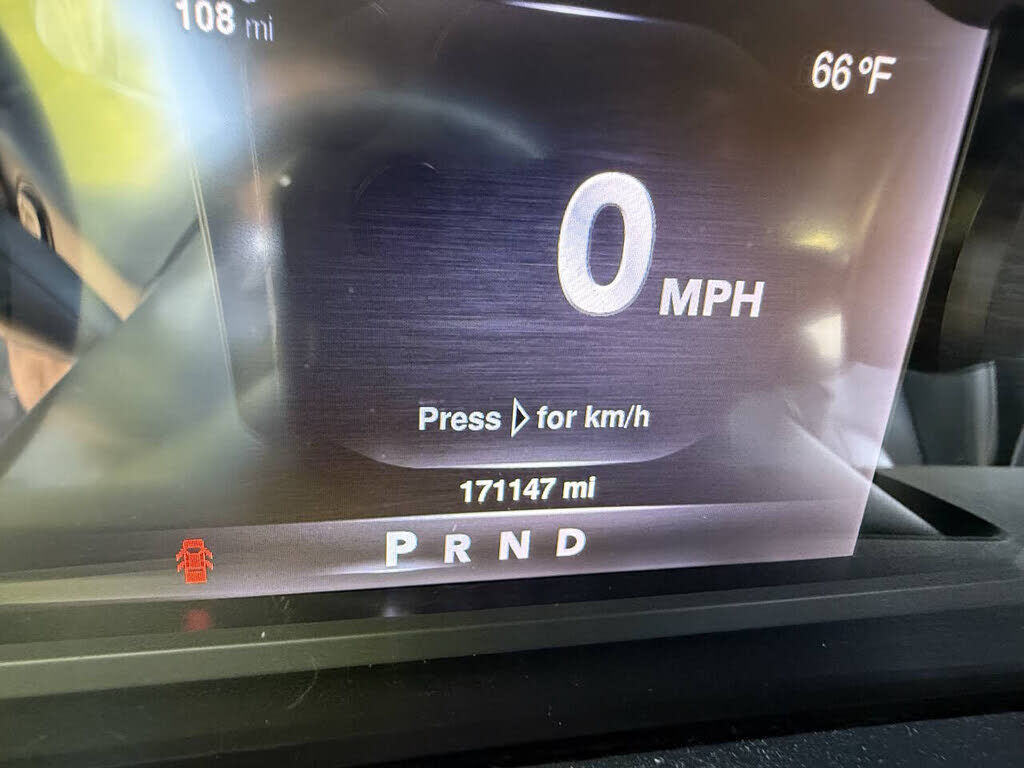 108 mi
66 °F
0 MPH
Press ▷ for km/h
171147 mi
P R N D